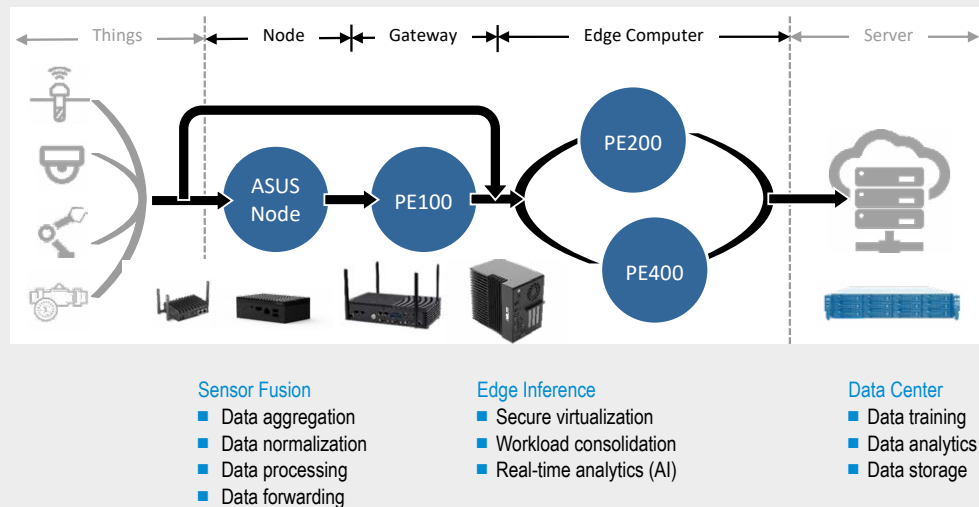 Things
Node
Gateway
Edge Computer
Server
ASUS
Node
PE100
PE200
PE400
Sensor Fusion
■ Data aggregation
■ Data normalization
■ Data processing
■ Data forwarding
Edge Inference
■ Secure virtualization
■ Workload consolidation
■ Real-time analytics (AI)
Data Center
■ Data training
■ Data analytics
■ Data storage